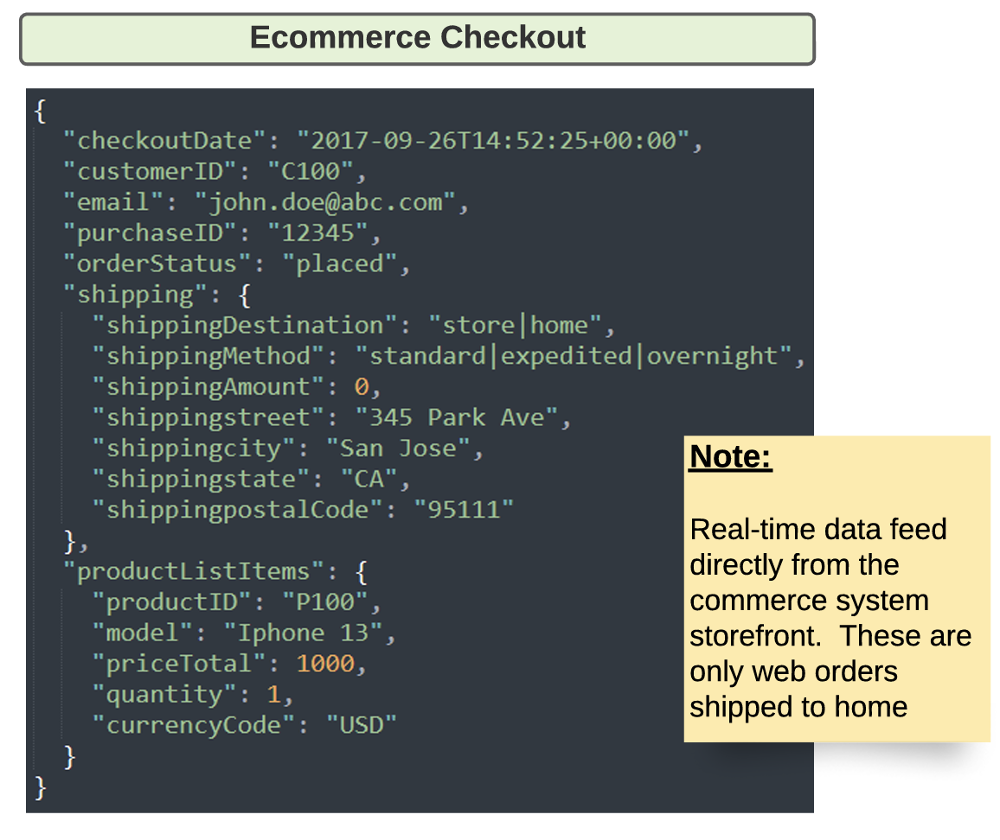 Ecommerce Checkout
{
"checkoutDate": "2017-09-26T14:52:25+00:00",
"customerID": "C100",
"email": "john.doe@abc.com",
"purchaseID": "12345",
"orderStatus": "placed",
"shipping": {
"shippingDestination": "store|home",
"shippingMethod": "standard|expedited|overnight",
"shippingAmount": 0,
"shippingstreet": "345 Park Ave",
"shippingcity": "San Jose",
"shippingstate": "CA",
"shippingpostalCode": "95111"
},
"productListItems": {
"productID": "P100",
"model": "Iphone 13",
"priceTotal": 1000,
"quantity": 1,
"currencyCode": "USD"
}
}
Note:
Real-time data feed
directly from the
commerce system
storefront.  These are
only web orders
shipped to home